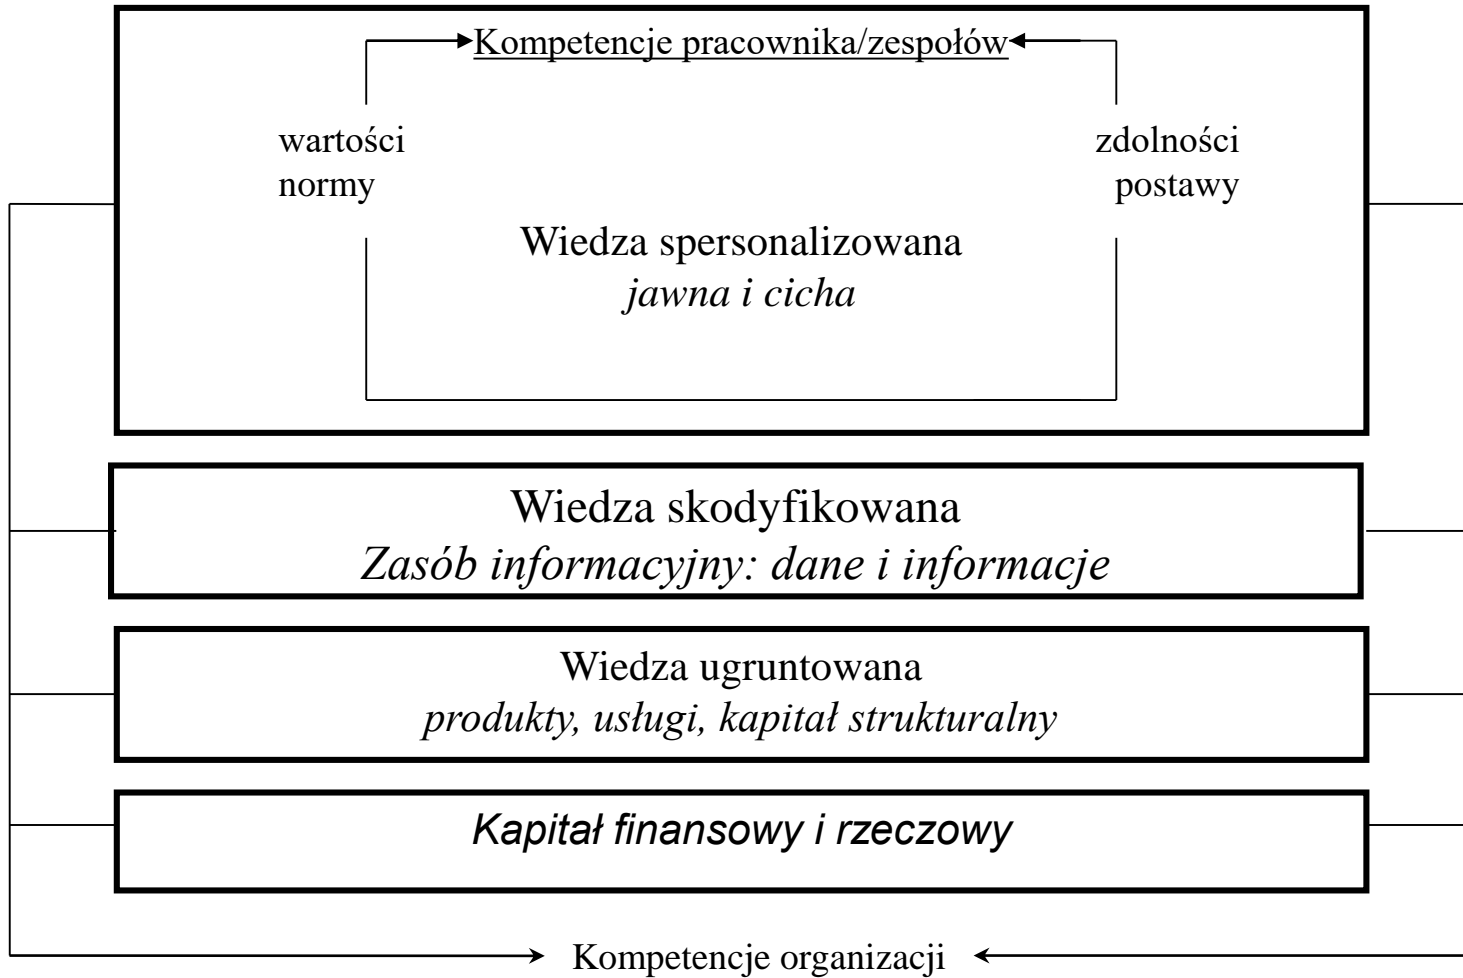 Kompetencje pracownika/zespołów
wartości
normy
zdolności
postawy
Wiedza spersonalizowana
jawna i cicha
Wiedza skodyfikowana
Zasób informacyjny: dane i informacje
Wiedza ugruntowana
produkty, usługi, kapitał strukturalny
Kapitał finansowy i rzeczowy
Kompetencje organizacji